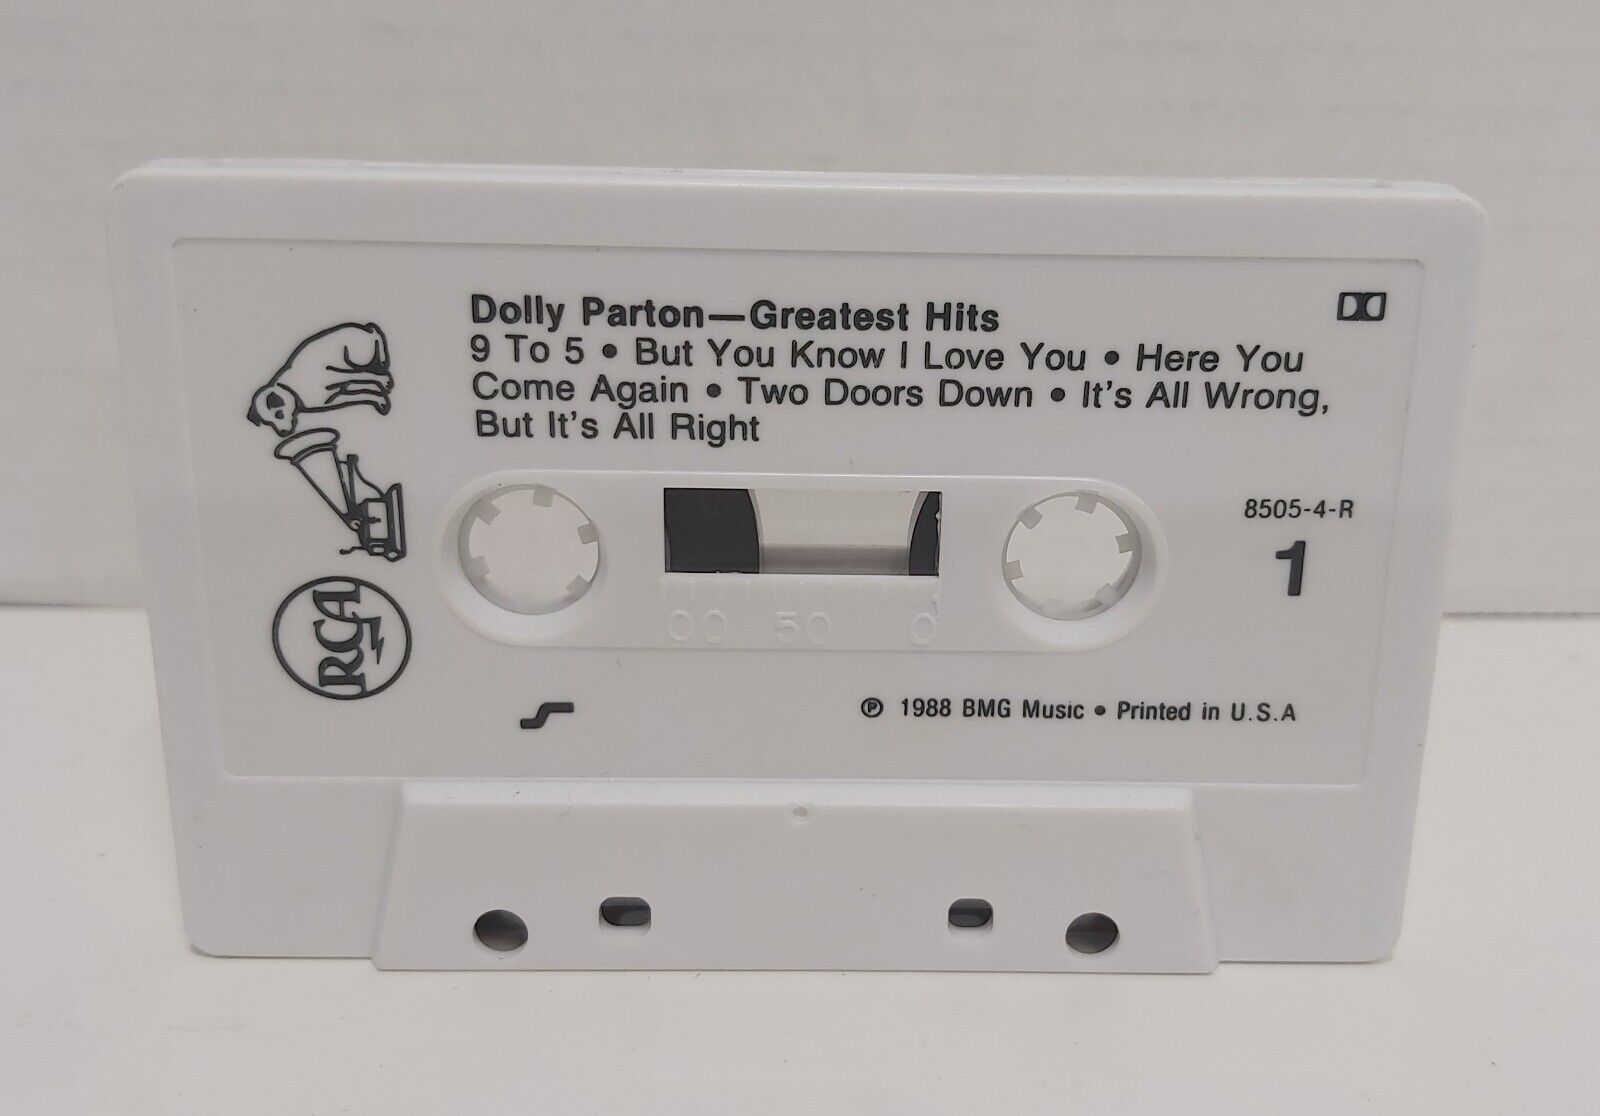 Dolly Parton—Greatest Hits
9 To 5 • But You Know I Love You • Here You
Come Again • Two Doors Down • It's All Wrong,
But It's All Right
8505-4-R
1
00 50 0
RCA
℗ 1988 BMG Music • Printed in U.S.A